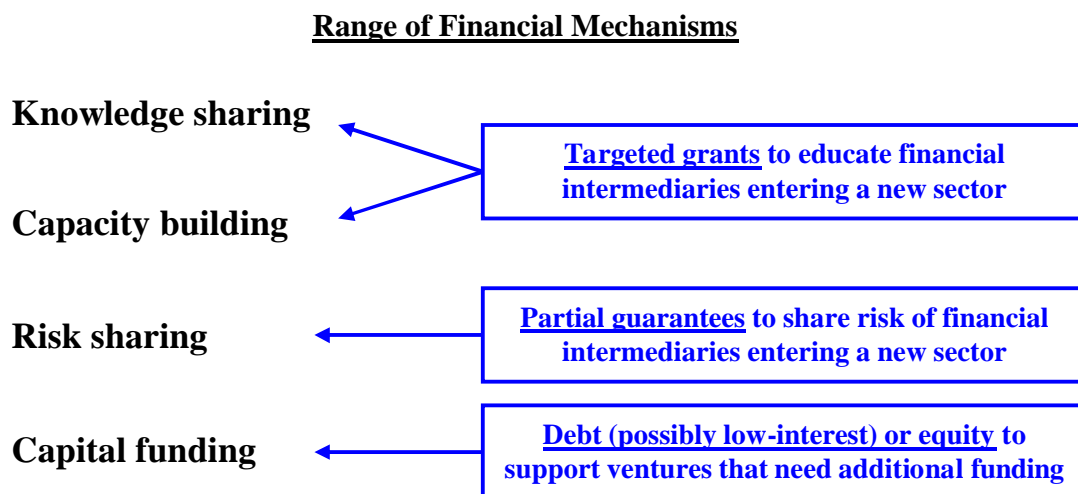 Range of Financial Mechanisms
Knowledge sharing
Targeted grants to educate financial
intermediaries entering a new sector
Capacity building
Risk sharing
Partial guarantees to share risk of financial
intermediaries entering a new sector
Capital funding
Debt (possibly low-interest) or equity to
support ventures that need additional funding